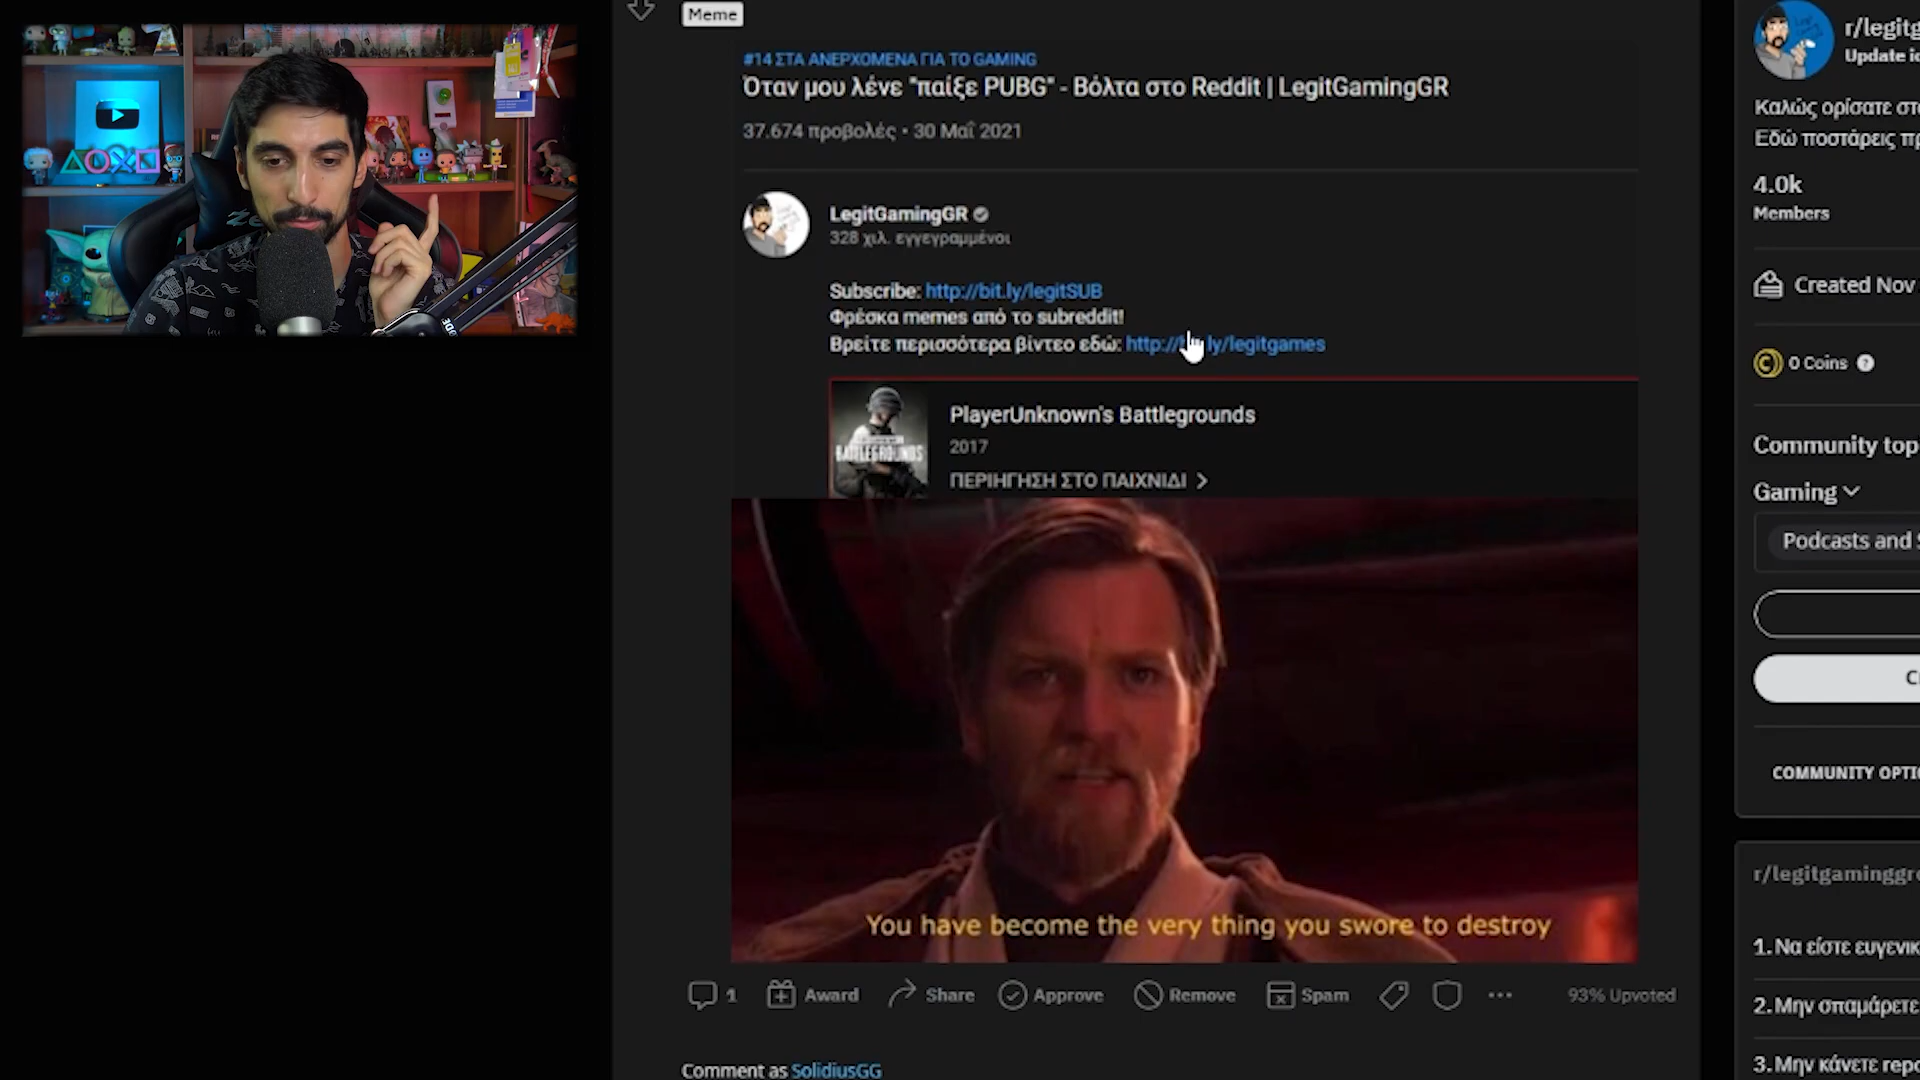 Meme
#14 ΣΤΑ ΑΝΕΡΧΟΜΕΝΑ ΓΙΑ ΤΟ GAMING
Όταν μου λένε "παίξε PUBG" - Βόλτα στο Reddit | LegitGamingGR
37.674 προβολές • 30 Μαΐ 2021
LegitGamingGR
328 χιλ. εγγεγραμμένοι
Subscribe: http://bit.ly/legitSUB
Φρέσκα memes από το subreddit!
Βρείτε περισσότερα βίντεο εδώ: http:// ly/legitgames
BATTLEGROUNDS
PlayerUnknown's Battlegrounds
2017
ΠΕΡΙΗΓΗΣΗ ΣΤΟ ΠΑΙΧΝΙΔΙ
You have become the very thing you swore to destroy
1 Award Share Approve Remove Spam ••• 93% Upvoted
Comment as SolidiusGG
r/legitg
Update ic
Καλώς ορίσατε στ
Εδώ ποστάρεις πρ
4.0k
Members
Created Nov
0 Coins ?
Community top
Gaming
Podcasts and S
C
COMMUNITY OPTI
r/legitgaminggr
1. Να είστε ευγενικ
2. Μην σπαμάρετε
3. Μην κάνετε repo